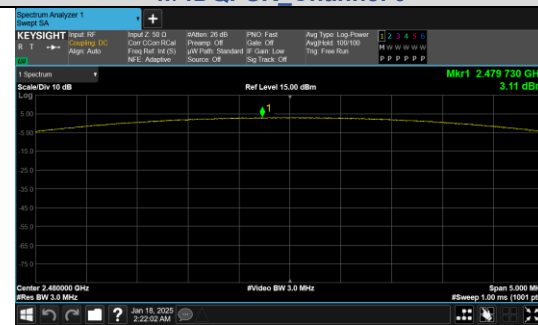 Spectrum Analyzer 1
Swept SA
+
KEYSIGHT
R T
LW
Input: RF
Coupling: DC
Align: Auto
Input Z: 50 Ω
Corr CCorr RCal
Freq Ref: Int (S)
NFE: Adaptive
#Atten: 26 dB
Preamp: Off
µW Path: Standard
Source: Off
PNO: Fast
Gate: Off
IF Gain: Low
Sig Track: Off
Avg Type: Log-Power
Avg|Hold: 100/100
Trig: Free Run
1 2 3 4 5 6
M W W W W W
P P P P P P
1 Spectrum
Scale/Div 10 dB
Ref Level 15.00 dBm
Mkr1 2.479 730 GH
3.11 dB
Log
1
5.00
-5.00
-15.0
-25.0
-35.0
-45.0
-55.0
-65.0
-75.0
Center 2.480000 GHz
#Res BW 3.0 MHz
#Video BW 3.0 MHz
Span 5.000 M
#Sweep 1.00 ms (1001 pt
?
Jan 18, 2025
2:22:02 AM